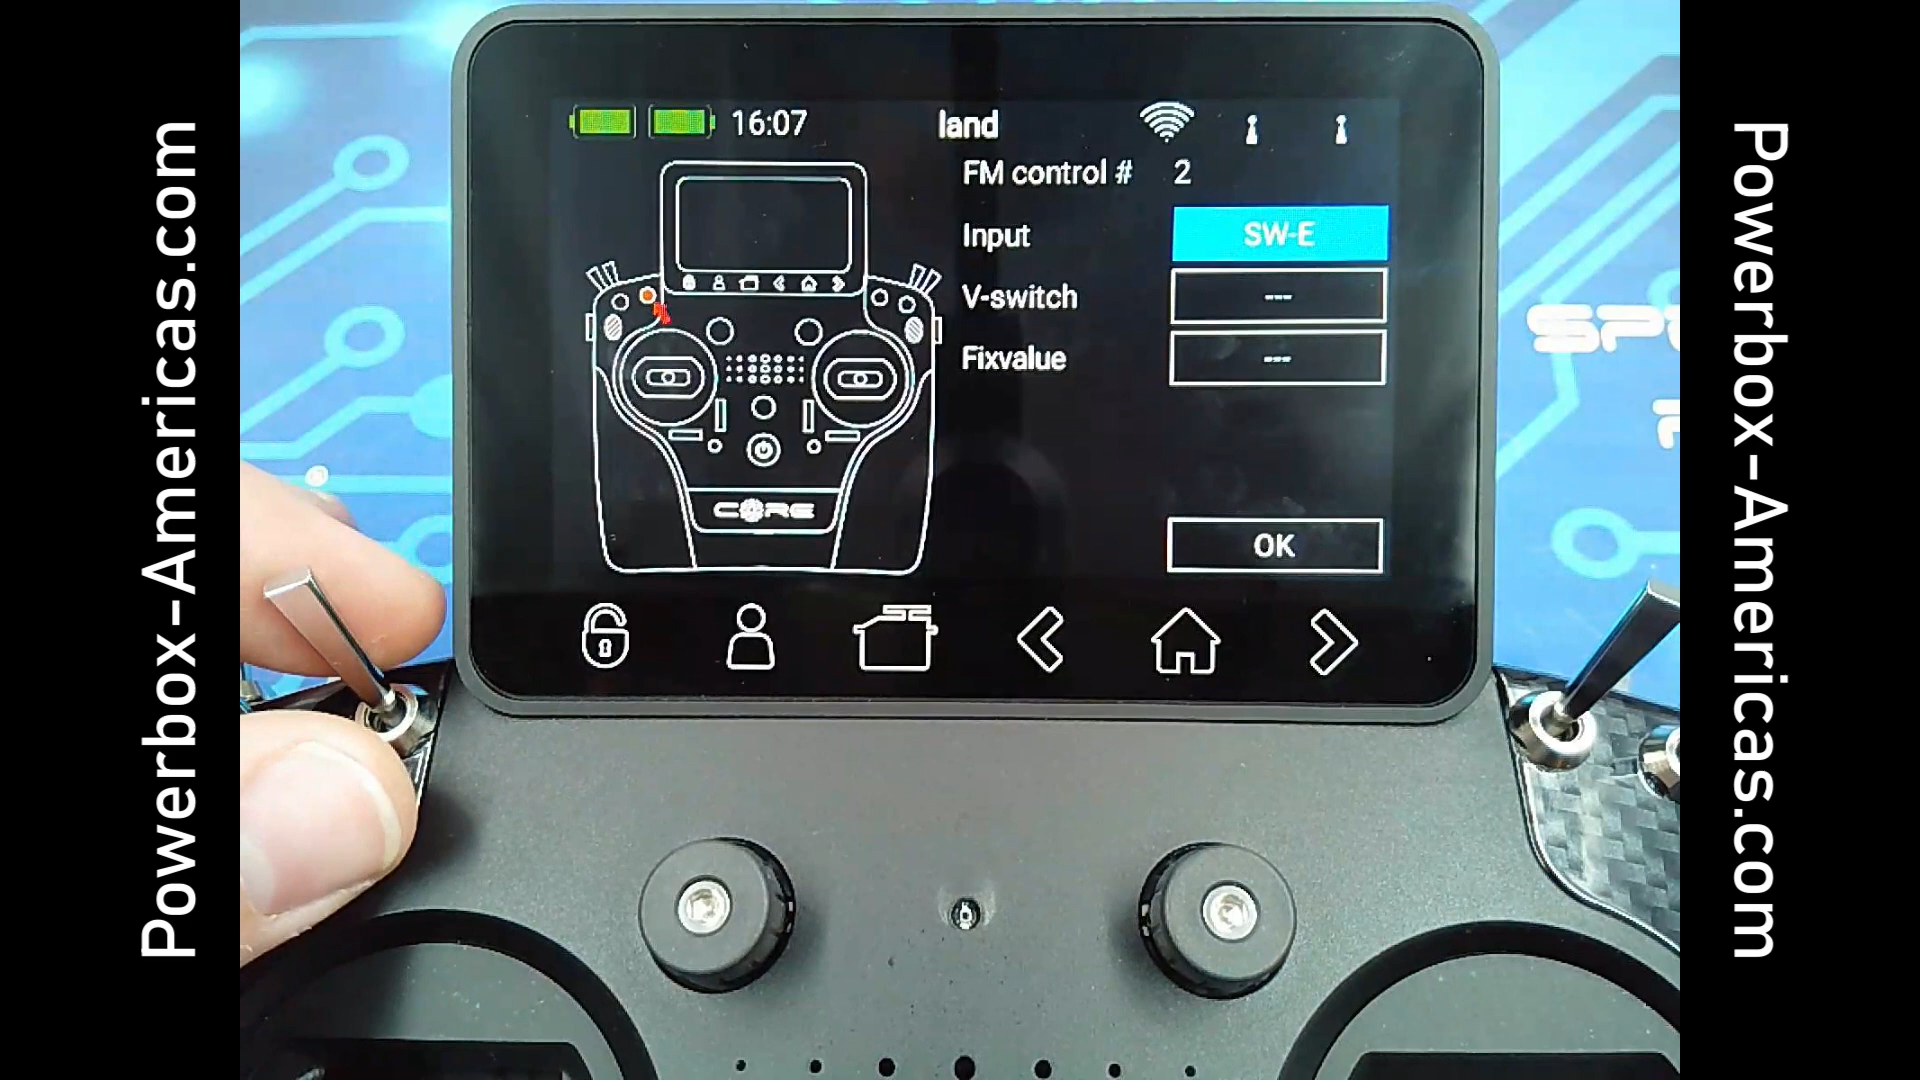 Powerbox-Americas.com
16:07
land
FM control # 2
Input SW-E
V-switch ---
Fixvalue ---
OK
CORE
Powerbox-Americas.com